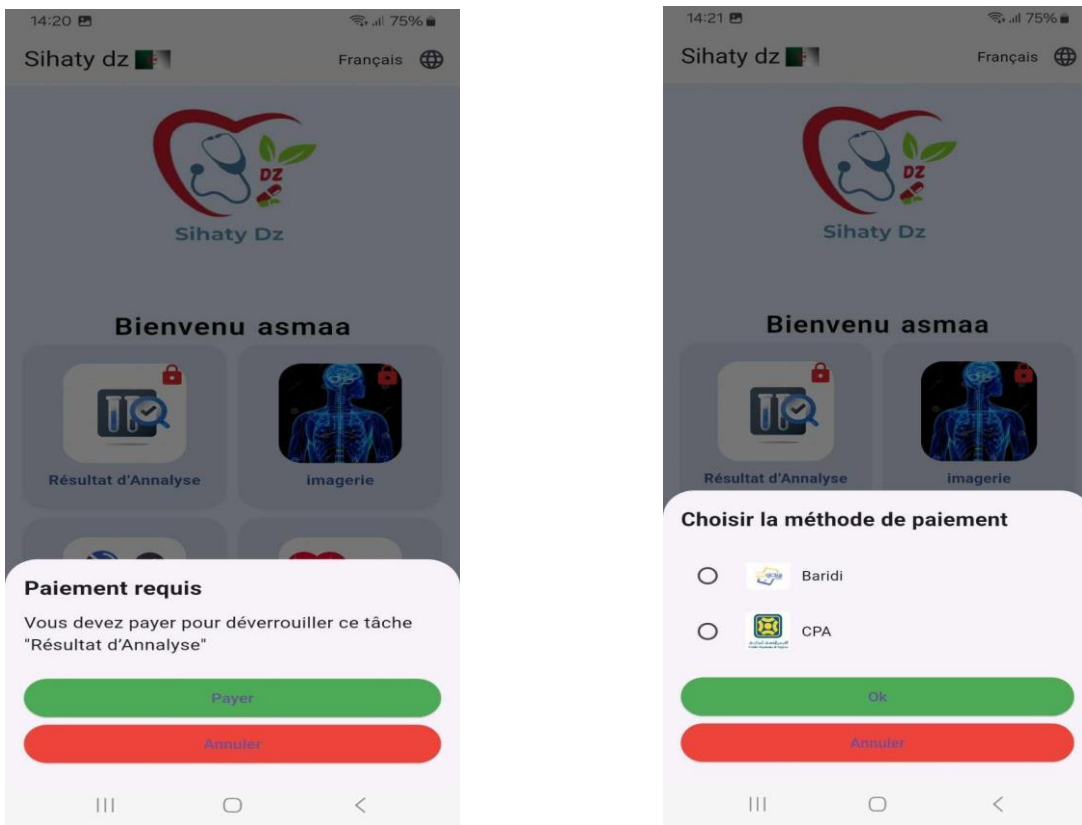 14:20
75%
Sihaty dz
Français
DZ
Sihaty Dz
Bienvenu asmaa
Résultat d'Annalyse
imagerie
Paiement requis
Vous devez payer pour déverrouiller ce tâche
"Résultat d'Analyse"
Payer
Annuler
14:21
75%
Sihaty dz
Français
DZ
Sihaty Dz
Bienvenu asmaa
Résultat d'Annalyse
imagerie
Choisir la méthode de paiement
Baridi
CPA
Ok
Annuler